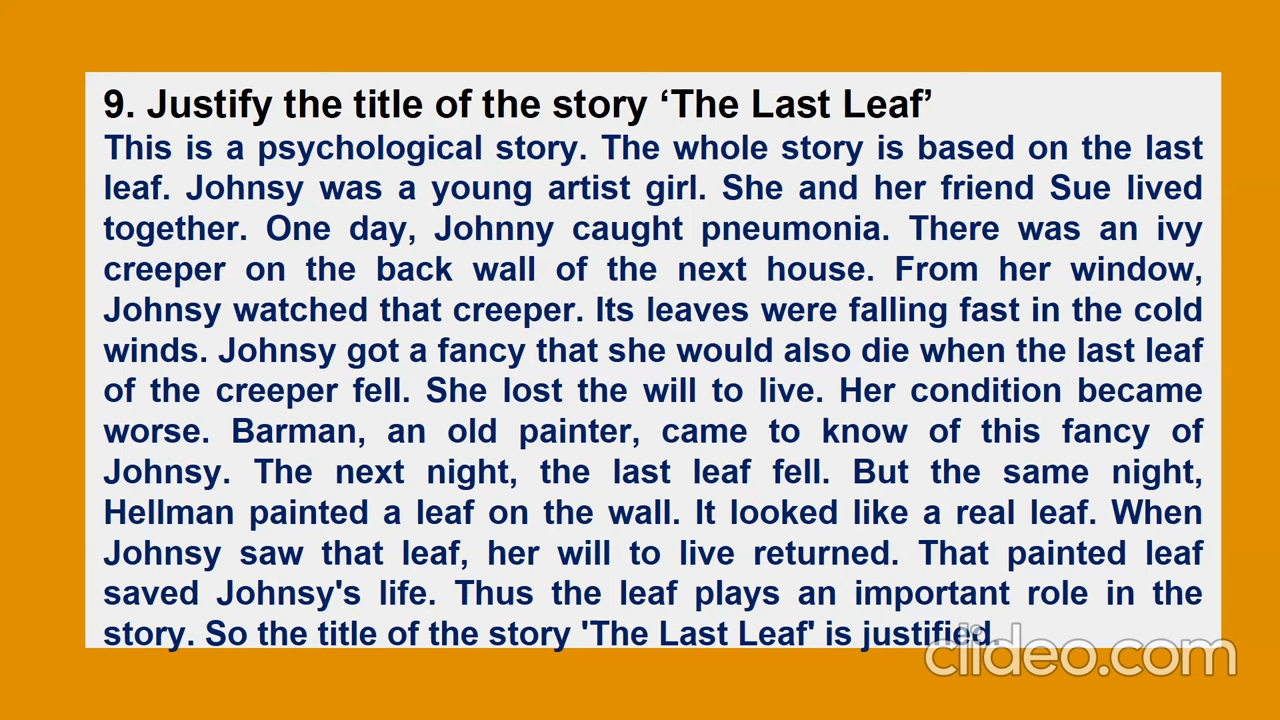 9. Justify the title of the story ‘The Last Leaf’
This is a psychological story. The whole story is based on the last
leaf. Johnsy was a young artist girl. She and her friend Sue lived
together. One day, Johnny caught pneumonia. There was an ivy
creeper on the back wall of the next house. From her window,
Johnsy watched that creeper. Its leaves were falling fast in the cold
winds. Johnsy got a fancy that she would also die when the last leaf
of the creeper fell. She lost the will to live. Her condition became
worse. Barman, an old painter, came to know of this fancy of
Johnsy. The next night, the last leaf fell. But the same night,
Hellman painted a leaf on the wall. It looked like a real leaf. When
Johnsy saw that leaf, her will to live returned. That painted leaf
saved Johnsy's life. Thus the leaf plays an important role in the
story. So the title of the story 'The Last Leaf' is justified.
clideo.com